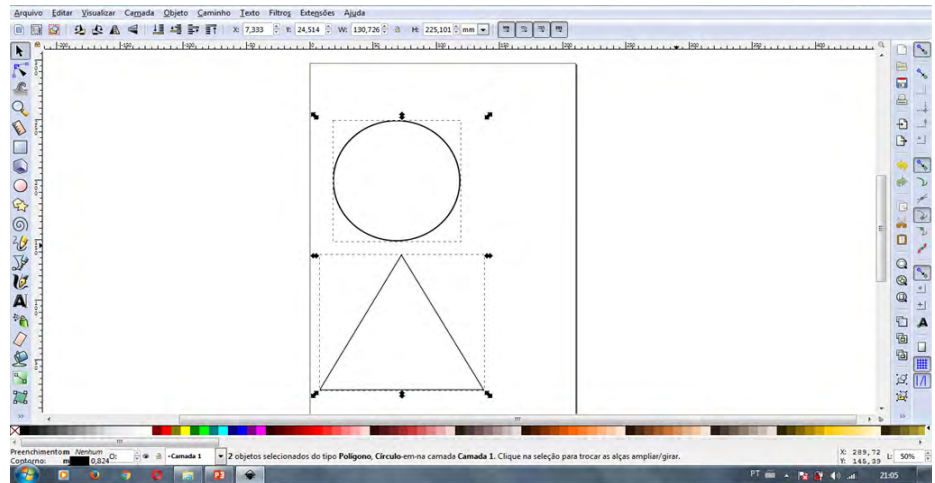 Arquivo Editar Visualizar Camada Objeto Caminho Texto Filtros Extensões Ajuda
X: 7,333 Y: 24,514 W: 130,726 H: 225,101 mm
Preenchimento: Nenhum
Contorno: 0,824 O: -Camada 1 2 objetos selecionados do tipo Polígono, Círculo-em-na camada Camada 1. Clique na seleção para trocar as alças ampliar/girar. X: 289,72 Y: 145,39 L: 50%
PT 21:05